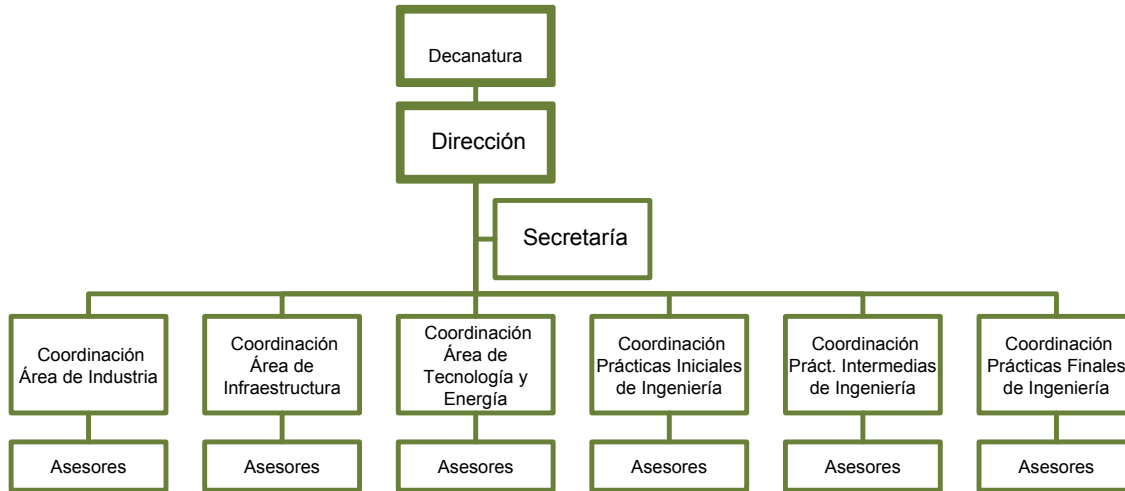 Decanatura
Dirección
Secretaría
Coordinación
Área de Industria
Coordinación
Área de
Infraestructura
Coordinación
Área de
Tecnología y
Energía
Coordinación
Prácticas Iniciales
de Ingeniería
Coordinación
Práct. Intermedias
de Ingeniería
Coordinación
Prácticas Finales
de Ingeniería
Asesores
Asesores
Asesores
Asesores
Asesores
Asesores